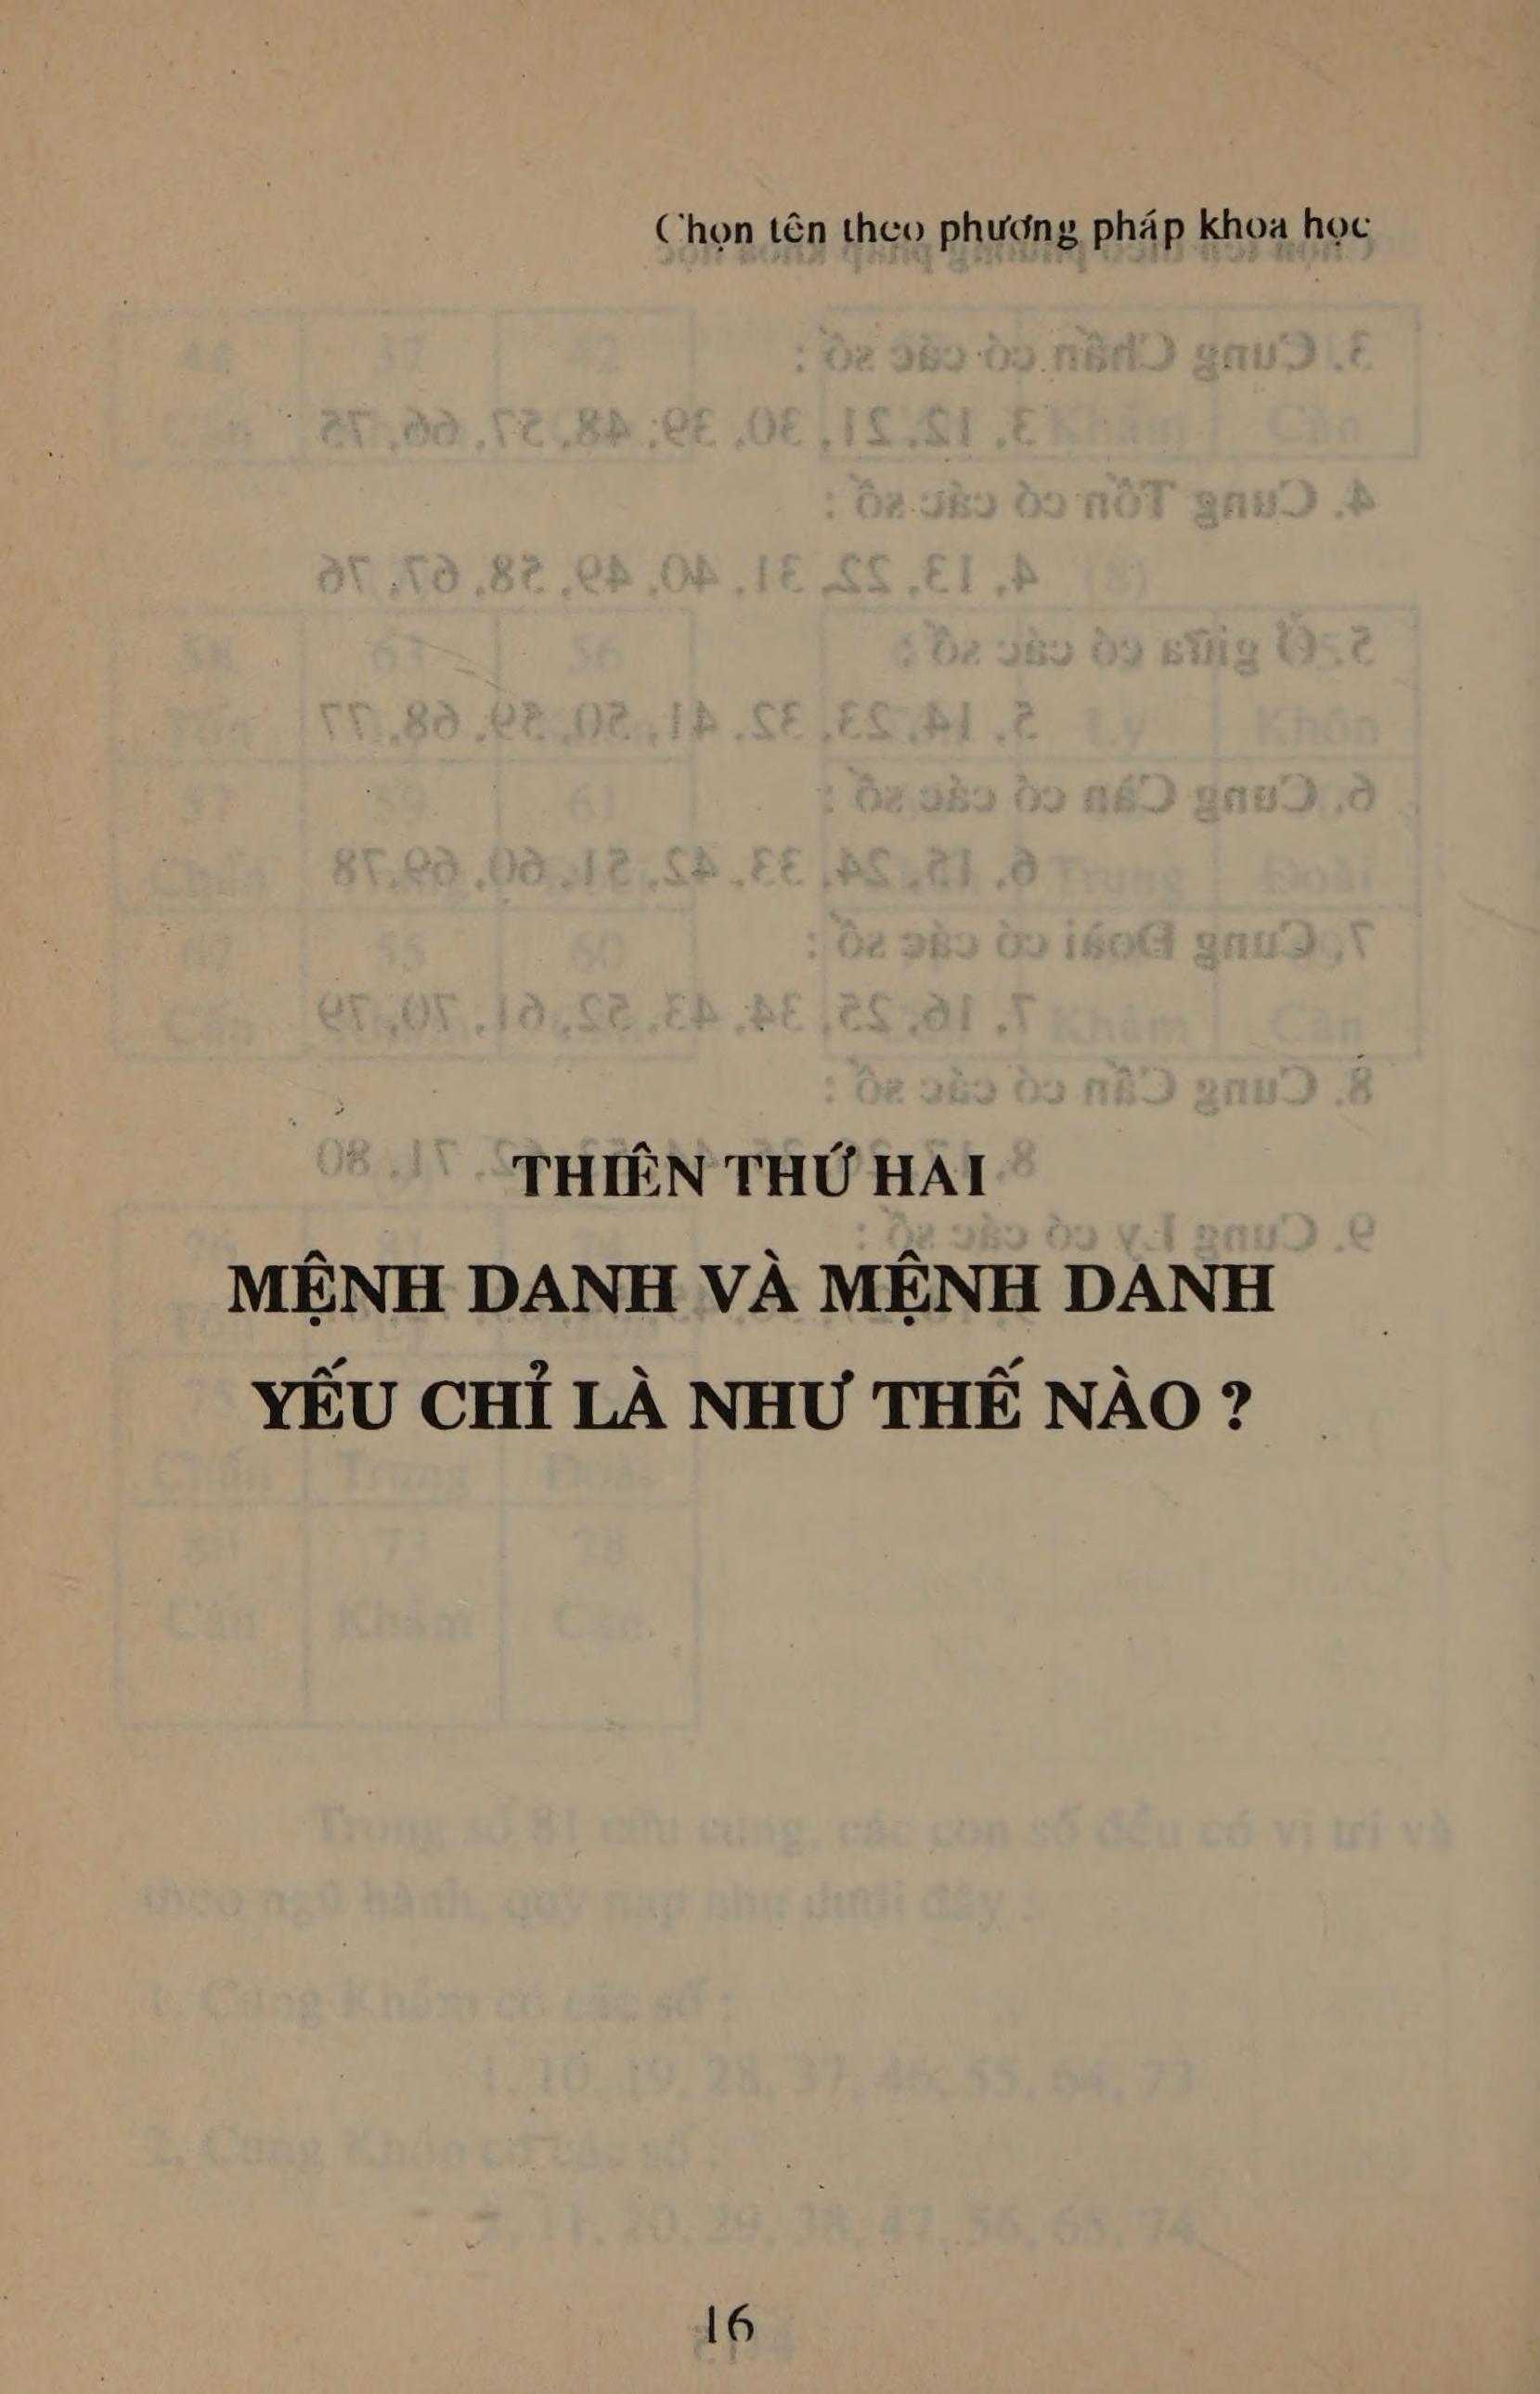 Chọn tên theo phương pháp khoa học
THIÊN THỨ HAI
MỆNH DANH VÀ MỆNH DANH
YẾU CHỈ LÀ NHƯ THẾ NÀO ?
16